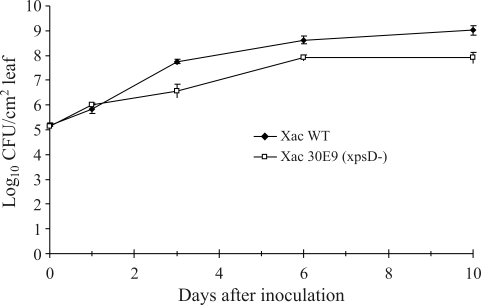 10
9
8
7
6
5
4
3
2
1
0
Log10 CFU/cm2 leaf
Xac WT
Xac 30E9 (xpsD-)
0 2 4 6 8 10
Days after inoculation